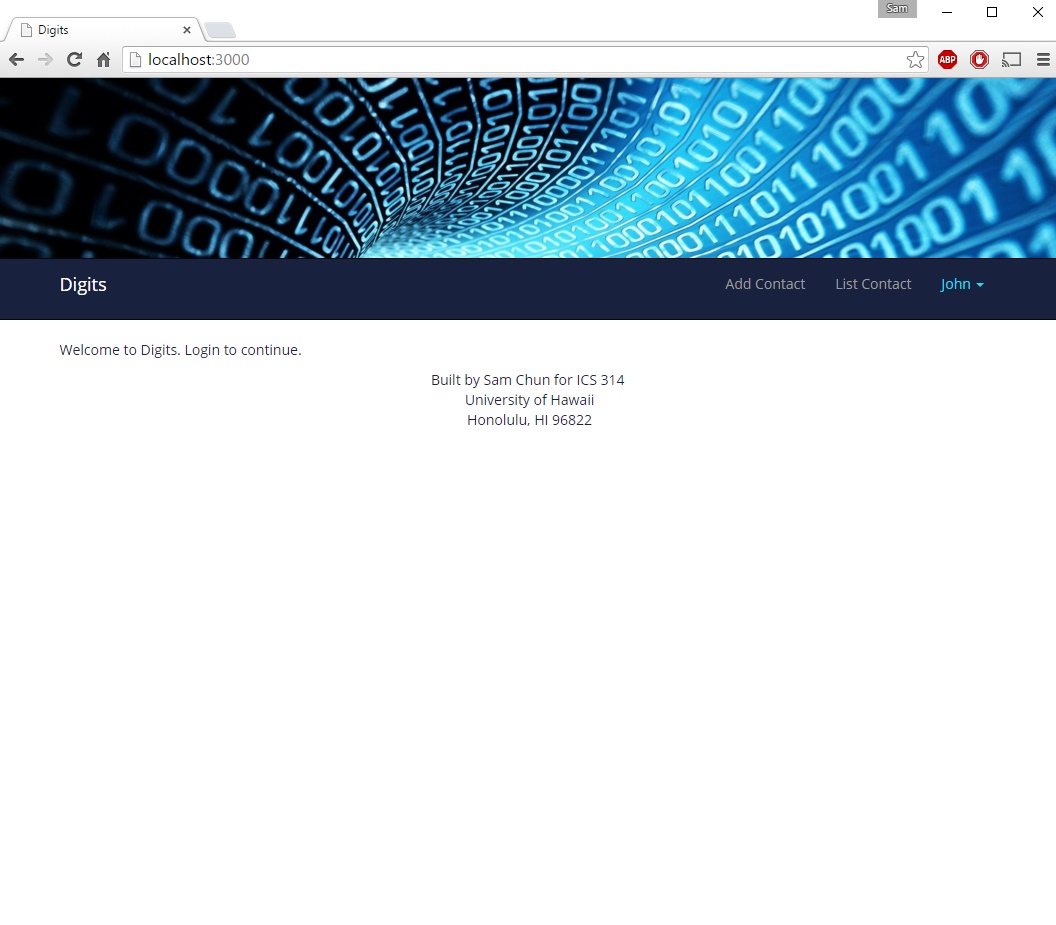 Sam
Digits
localhost:3000
ABP
Digits
Add Contact
List Contact
John
Welcome to Digits. Login to continue.
Built by Sam Chun for ICS 314
University of Hawaii
Honolulu, HI 96822